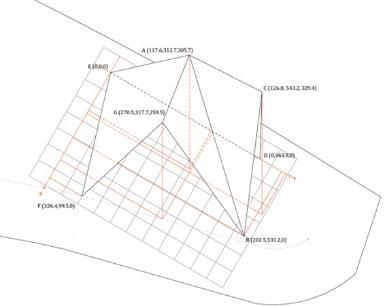 A (117.6,312.7,305.7)
E (0,0,0)
C (126.8, 543.2, 329.4)
G (270.5,317.7,259.5)
D (0,663.9,0)
Y
X
F (326.4,99.5,0)
B (202.5,531.2,0)